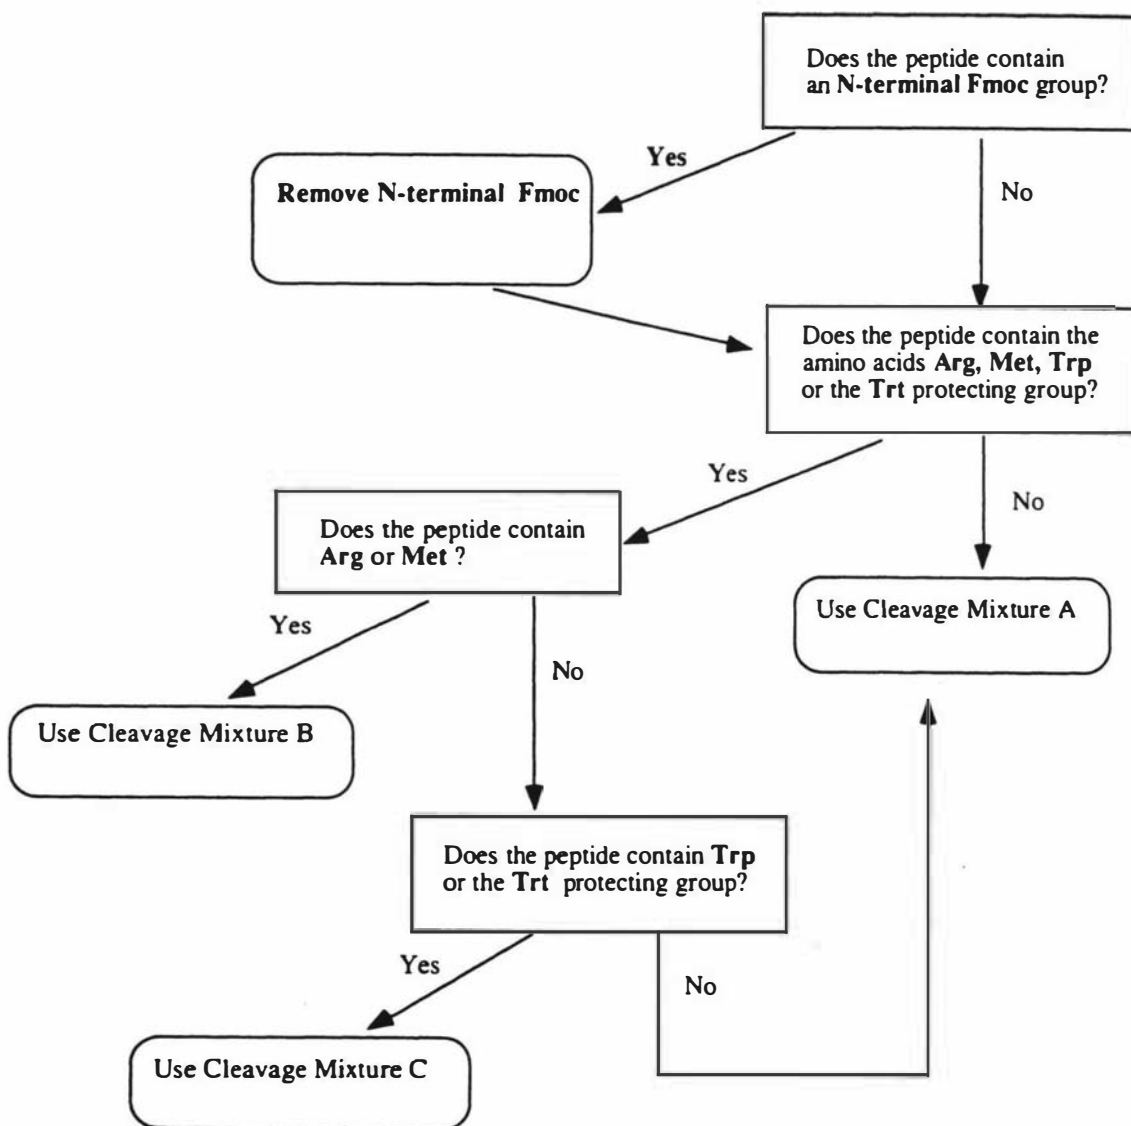 Does the peptide contain
an N-terminal Fmoc group?
Yes
Remove N-terminal Fmoc
No
Does the peptide contain the
amino acids Arg, Met, Trp
or the Trt protecting group?
Yes
No
Does the peptide contain
Arg or Met ?
Use Cleavage Mixture A
Yes
No
Use Cleavage Mixture B
Does the peptide contain Trp
or the Trt protecting group?
Yes
No
Use Cleavage Mixture C